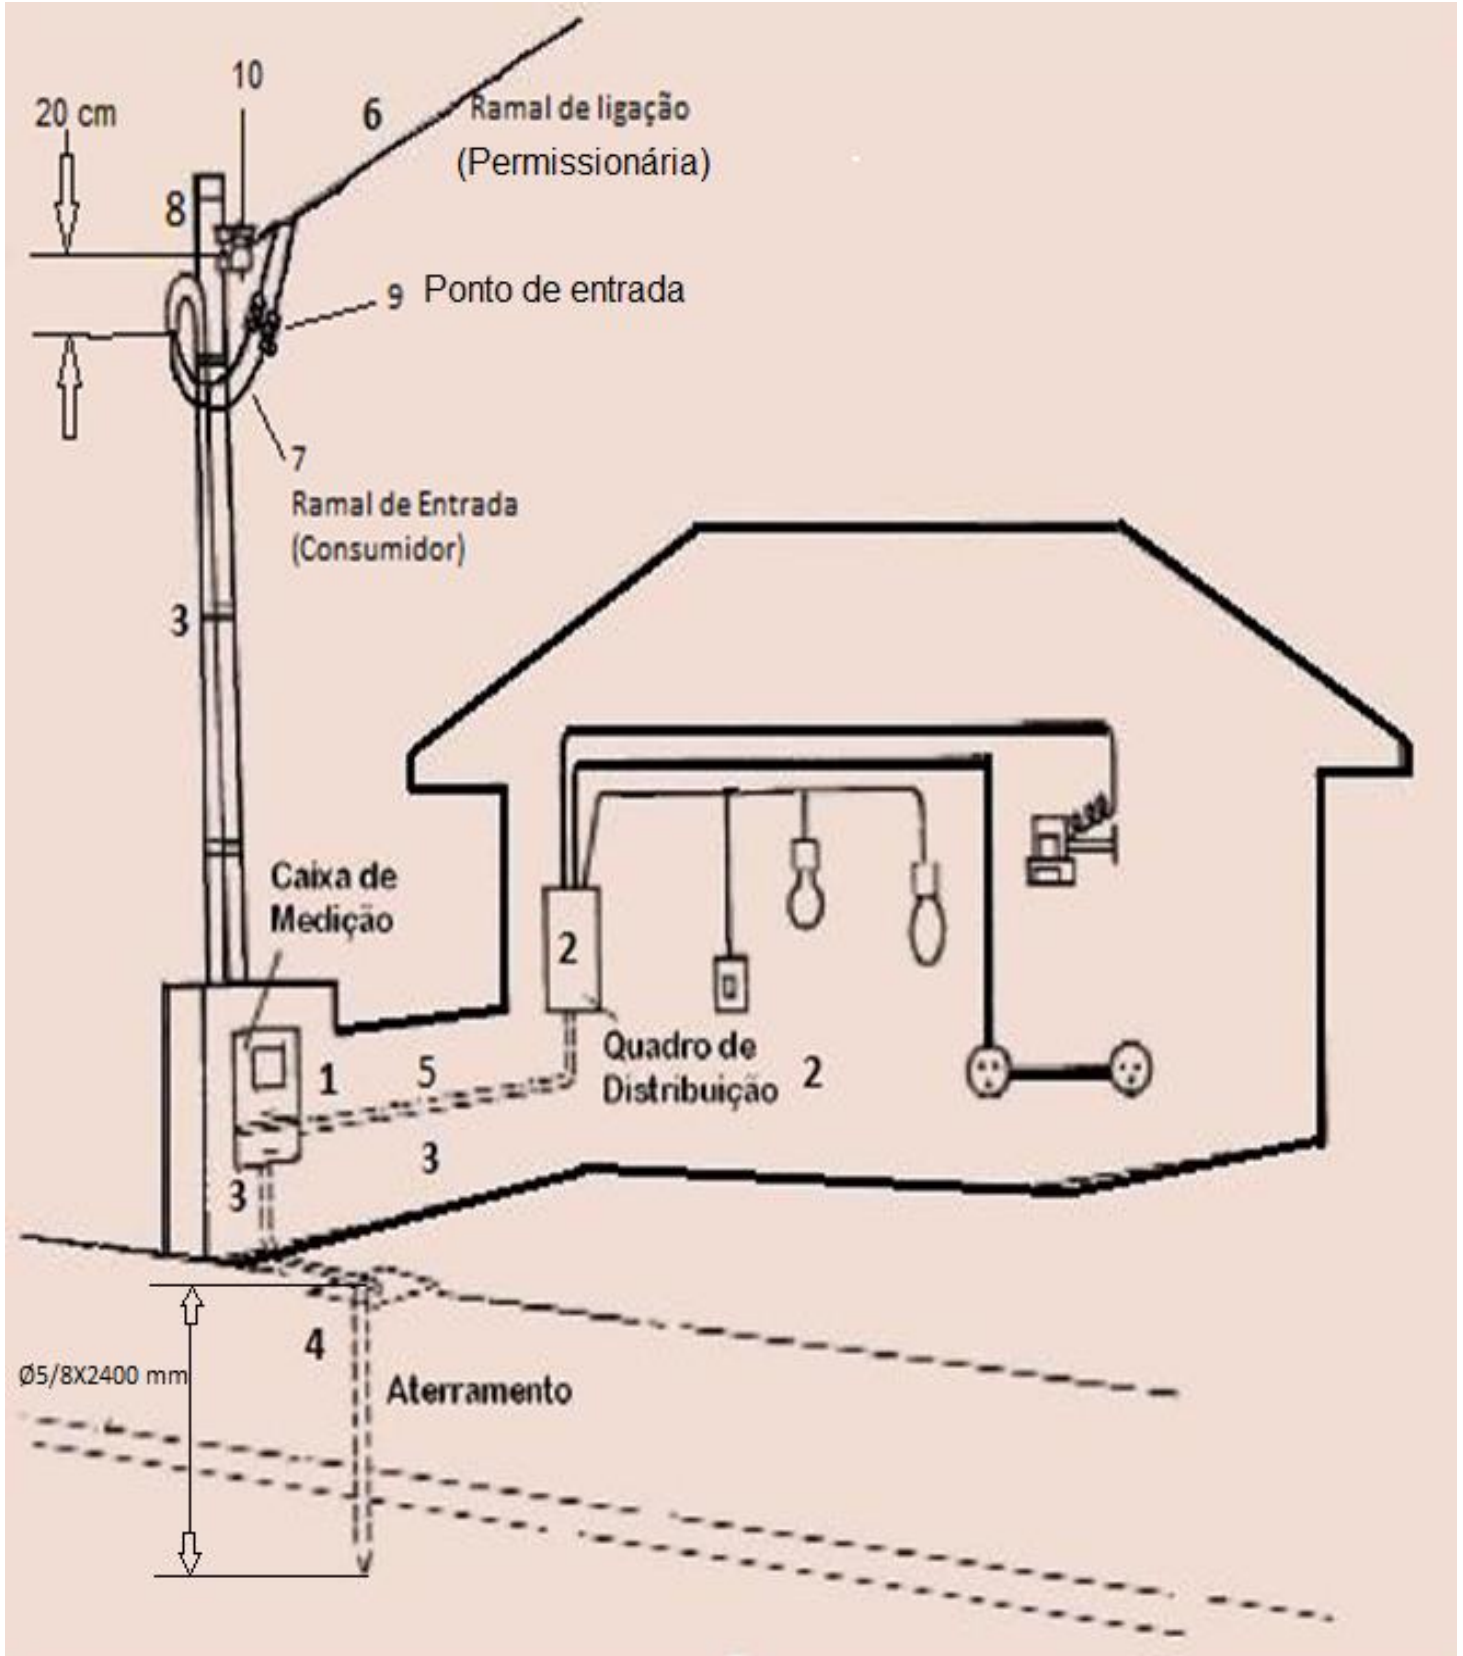 10
20 cm
6
Ramal de ligação
(Permissionária)
8
9 Ponto de entrada
7
Ramal de Entrada
(Consumidor)
3
Caixa de
Medição
2
Quadro de
Distribuição
2
1
5
3
3
4
Ø5/8X2400 mm
Aterramento